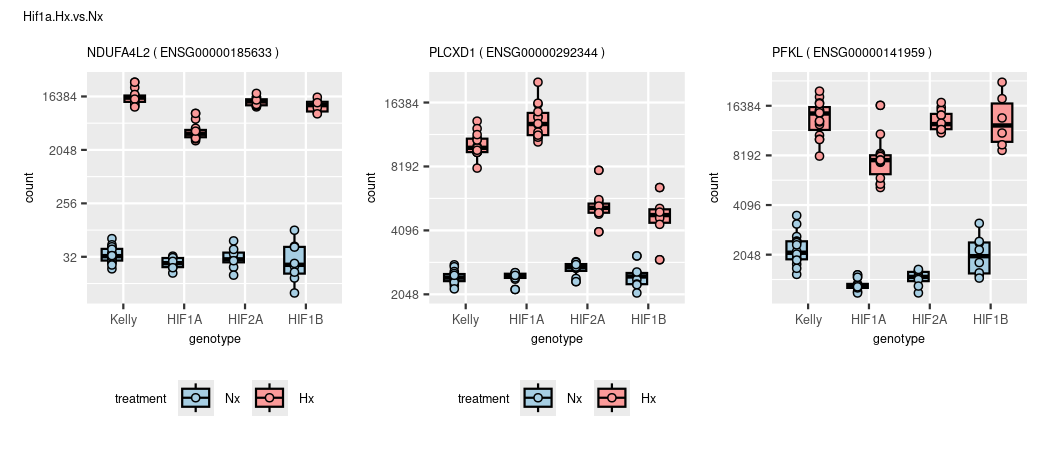 Hif1a.Hx.vs.Nx
NDUFA4L2 ( ENSG00000185633 )
count
16384
2048
256
32
Kelly HIF1A HIF2A HIF1B
genotype
treatment Nx Hx
PLCXD1 ( ENSG00000292344 )
count
16384
8192
4096
2048
Kelly HIF1A HIF2A HIF1B
genotype
treatment Nx Hx
PFKL ( ENSG00000141959 )
count
16384
8192
4096
2048
Kelly HIF1A HIF2A HIF1B
genotype